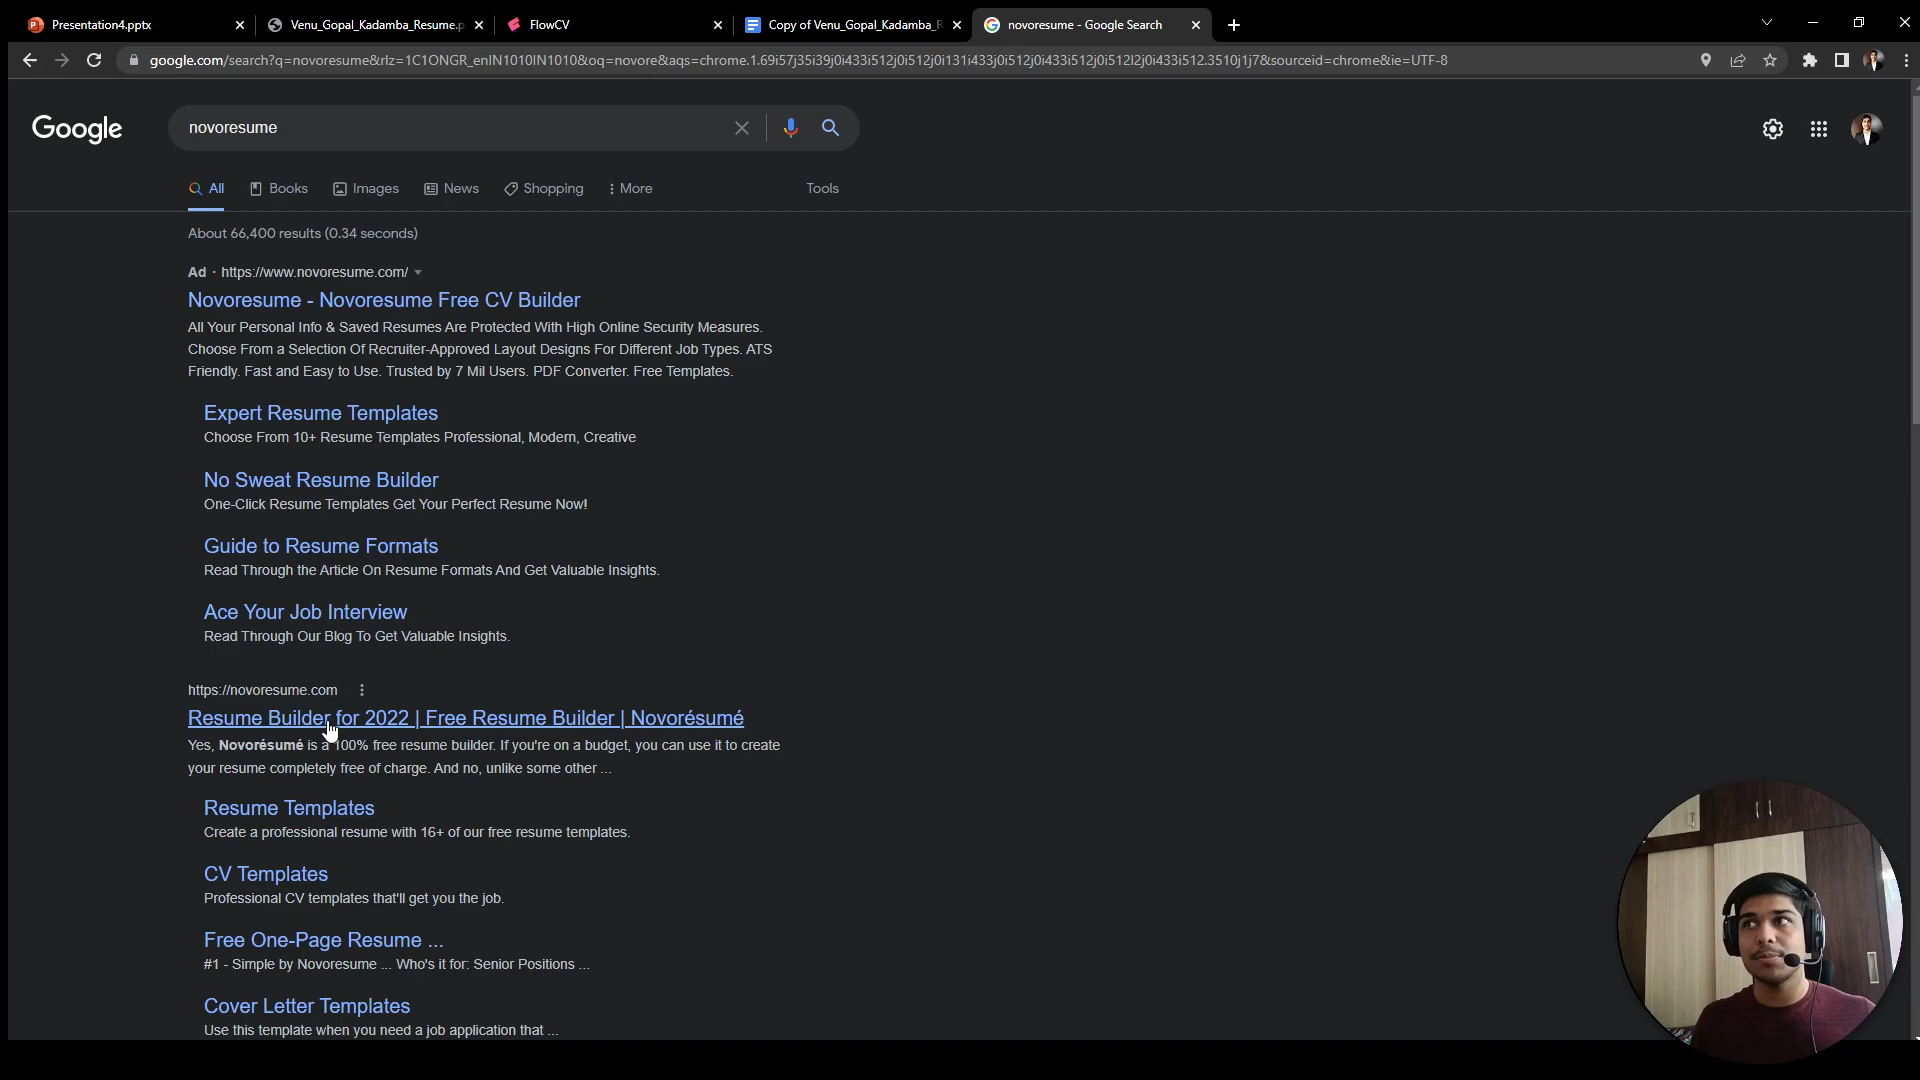 Presentation4.pptx
Venu_Gopal_Kadamba_Resume.p
FlowCV
Copy of Venu_Gopal_Kadamba_R
novoresume - Google Search
google.com/search?q=novoresume&rlz=1C1ONGR_enIN1010IN1010&oq=novore&aqs=chrome.1.69i57j35i39j0i433i512j0i512j0i131i433j0i512j0i433i512j0i512l2j0i433i512.3510j1j7&sourceid=chrome&ie=UTF-8
Google
novoresume
All
Books
Images
News
Shopping
More
Tools
About 66,400 results (0.34 seconds)
Ad · https://www.novoresume.com/
Novoresume - Novoresume Free CV Builder
All Your Personal Info & Saved Resumes Are Protected With High Online Security Measures.
Choose From a Selection Of Recruiter-Approved Layout Designs For Different Job Types. ATS
Friendly. Fast and Easy to Use. Trusted by 7 Mil Users. PDF Converter. Free Templates.
Expert Resume Templates
Choose From 10+ Resume Templates Professional, Modern, Creative
No Sweat Resume Builder
One-Click Resume Templates Get Your Perfect Resume Now!
Guide to Resume Formats
Read Through the Article On Resume Formats And Get Valuable Insights.
Ace Your Job Interview
Read Through Our Blog To Get Valuable Insights.
https://novoresume.com
Resume Builder for 2022 | Free Resume Builder | Novorésumé
Yes, Novorésumé is a 100% free resume builder. If you're on a budget, you can use it to create
your resume completely free of charge. And no, unlike some other ...
Resume Templates
Create a professional resume with 16+ of our free resume templates.
CV Templates
Professional CV templates that'll get you the job.
Free One-Page Resume ...
#1 - Simple by Novoresume ... Who's it for: Senior Positions ...
Cover Letter Templates
Use this template when you need a job application that ...